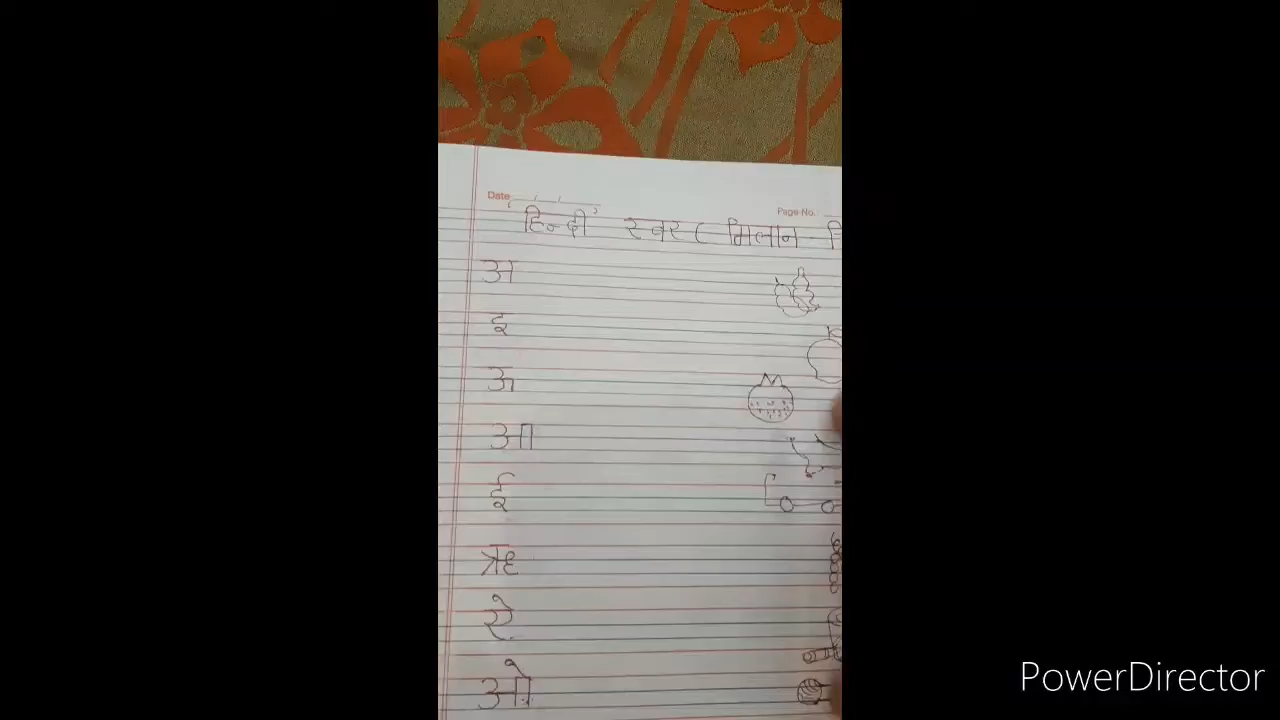 Date
Page No.
हिन्दी स्वर ( मिलान
अ
इ
ऊ
आ
ई
ऋ
ऐ
ओ
PowerDirector